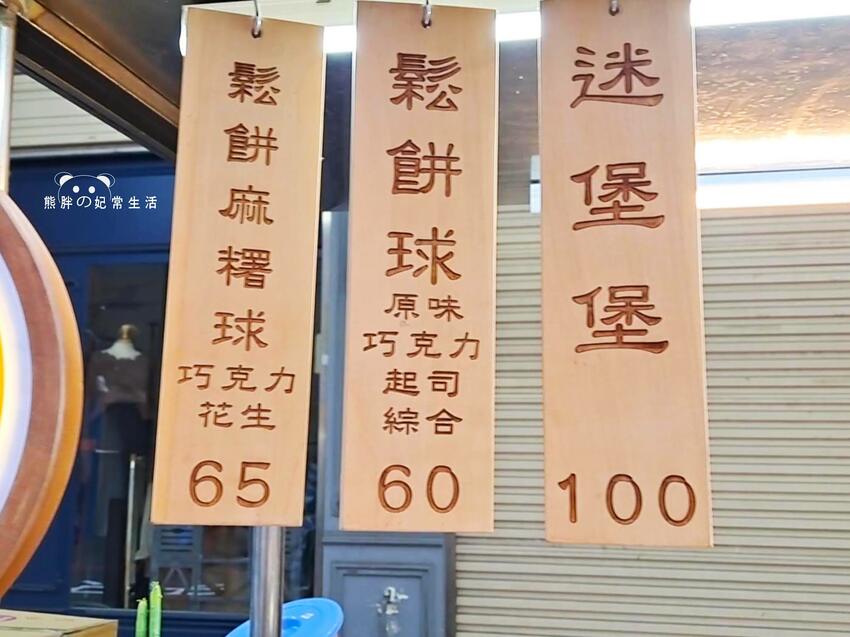 鬆餅麻糬球
巧克力
花生
65
鬆餅球
原味
巧克力
起司
綜合
60
迷堡堡
100
熊胖の妃常生活